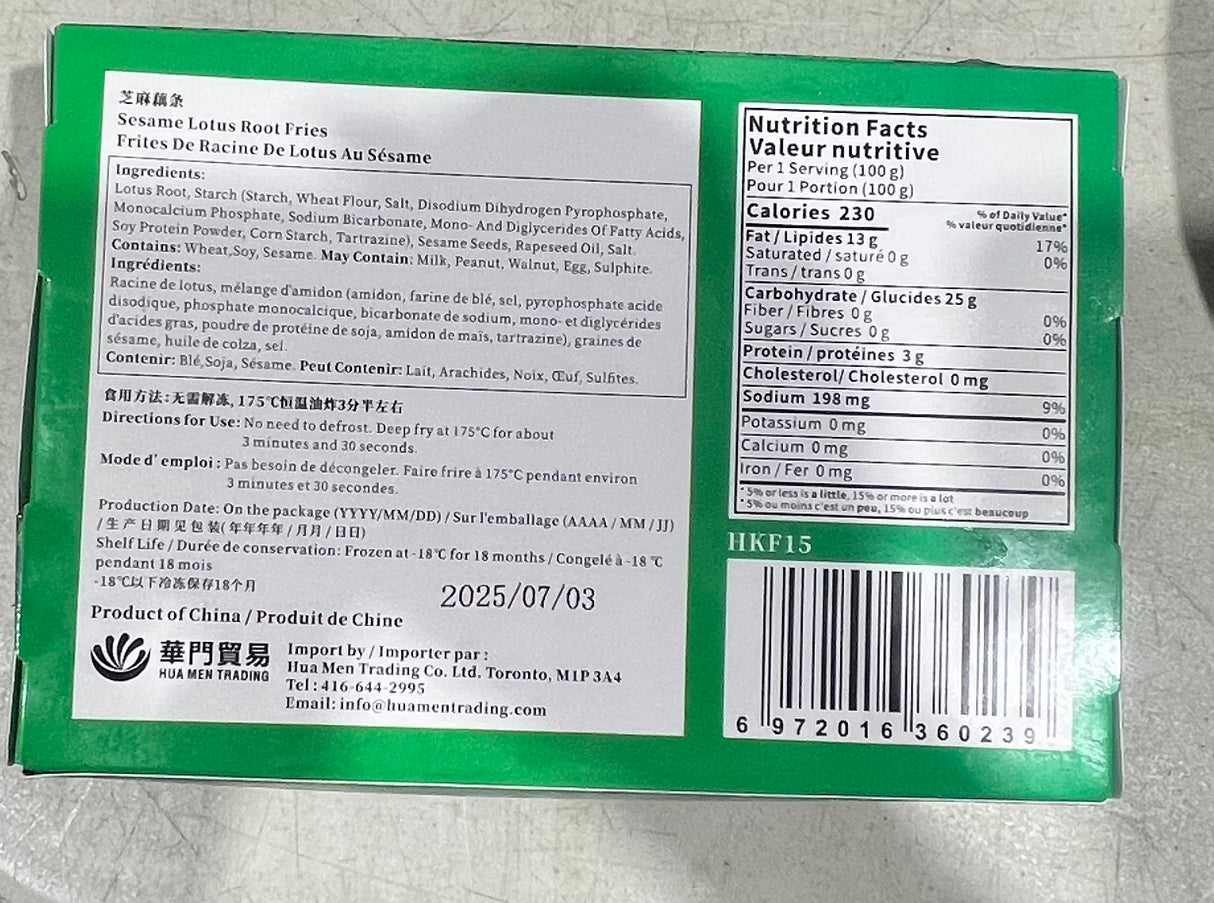 芝麻藕条
Sesame Lotus Root Fries
Frites De Racine De Lotus Au Sésame
Ingredients:
Lotus Root, Starch (Starch, Wheat Flour, Salt, Disodium Dihydrogen Pyrophosphate,
Monocalcium Phosphate, Sodium Bicarbonate, Mono- And Diglycerides Of Fatty Acids,
Soy Protein Powder, Corn Starch, Tartrazine), Sesame Seeds, Rapeseed Oil, Salt.
Contains: Wheat,Soy, Sesame. May Contain: Milk, Peanut, Walnut, Egg, Sulphite.
Ingrédients:
Racine de lotus, mélange d'amidon (amidon, farine de blé, sel, pyrophosphate acide
disodique, phosphate monocalcique, bicarbonate de sodium, mono- et diglycérides
d'acides gras, poudre de protéine de soja, amidon de maïs, tartrazine), graines de
sésame, huile de colza, sel.
Contenir: Blé,Soja, Sésame. Peut Contenir: Lait, Arachides, Noix, Œuf, Sulfites.
食用方法:无需解冻, 175℃恒温油炸3分半左右
Directions for Use: No need to defrost. Deep fry at 175℃ for about
3 minutes and 30 seconds.
Mode d' emploi : Pas besoin de décongeler. Faire frire à 175℃ pendant environ
3 minutes et 30 secondes.
Production Date: On the package (YYYY/MM/DD) / Sur l'emballage (AAAA / MM / JJ)
/生产日期见包装(年年年年/月月/日日)
Shelf Life / Durée de conservation: Frozen at -18℃ for 18 months / Congelé à -18 ℃
pendant 18 mois
-18℃以下冷冻保存18个月
2025/07/03
Product of China / Produit de Chine
華門貿易
HUA MEN TRADING
Import by / Importer par :
Hua Men Trading Co. Ltd. Toronto, M1P 3A4
Tel : 416-644-2995
Email: info@huamentrading.com
Nutrition Facts
Valeur nutritive
Per 1 Serving (100 g)
Pour 1 Portion (100 g)
Calories 230
% of Daily Value*
% valeur quotidienne*
Fat / Lipides 13 g 17%
Saturated / saturé 0 g 0%
Trans / trans 0 g
Carbohydrate / Glucides 25 g
Fiber / Fibres 0 g 0%
Sugars / Sucres 0 g 0%
Protein / protéines 3 g
Cholesterol/ Cholesterol 0 mg
Sodium 198 mg 9%
Potassium 0 mg 0%
Calcium 0 mg 0%
Iron / Fer 0 mg 0%
* 5% or less is a little, 15% or more is a lot
* 5% ou moins c'est un peu, 15% ou plus c'est beaucoup
HKF15
6 972016 360239